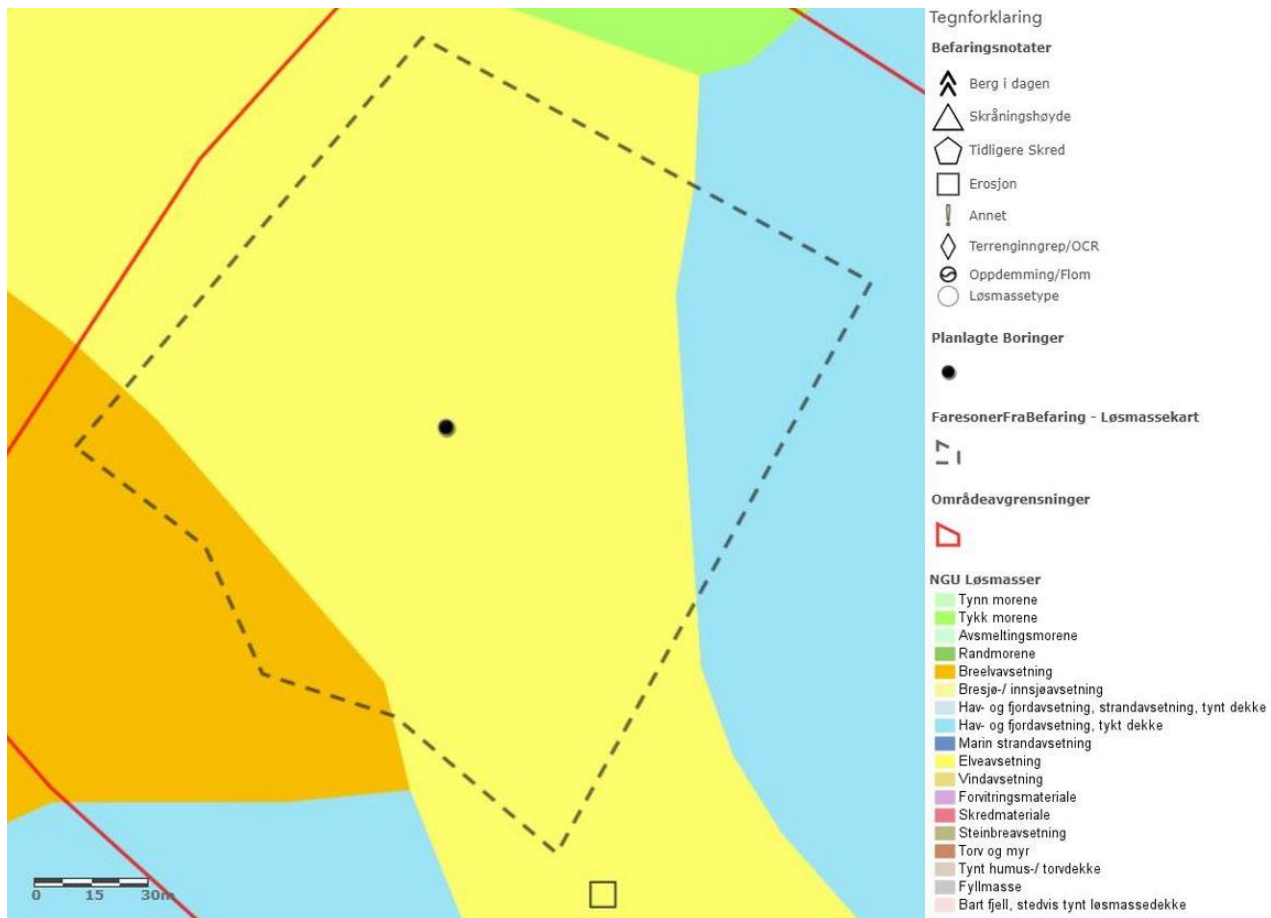 Tegnforklaring
Befaringsnotater
Berg i dagen
Skråningshøyde
Tidligere Skred
Erosjon
Annet
Terrenginngrep/OCR
Oppdemming/Flom
Løsmassetype
Planlagte Boringer
FaresonerFraBefaring - Løsmassekart
Områdeavgrensninger
NGU Løsmasser
Tynn morene
Tykk morene
Avsmeltingsmorene
Randmorene
Breelvavsetning
Bresjø-/ innsjøavsetning
Hav- og fjordavsetning, strandavsetning, tynt dekke
Hav- og fjordavsetning, tykt dekke
Marin strandavsetning
Elveavsetning
Vindavsetning
Forvitringsmateriale
Skredmateriale
Steinbreavsetning
Torv og myr
Tynt humus-/ torvdekke
Fyllmasse
Bart fjell, stedvis tynt løsmassedekke
0 15 30m